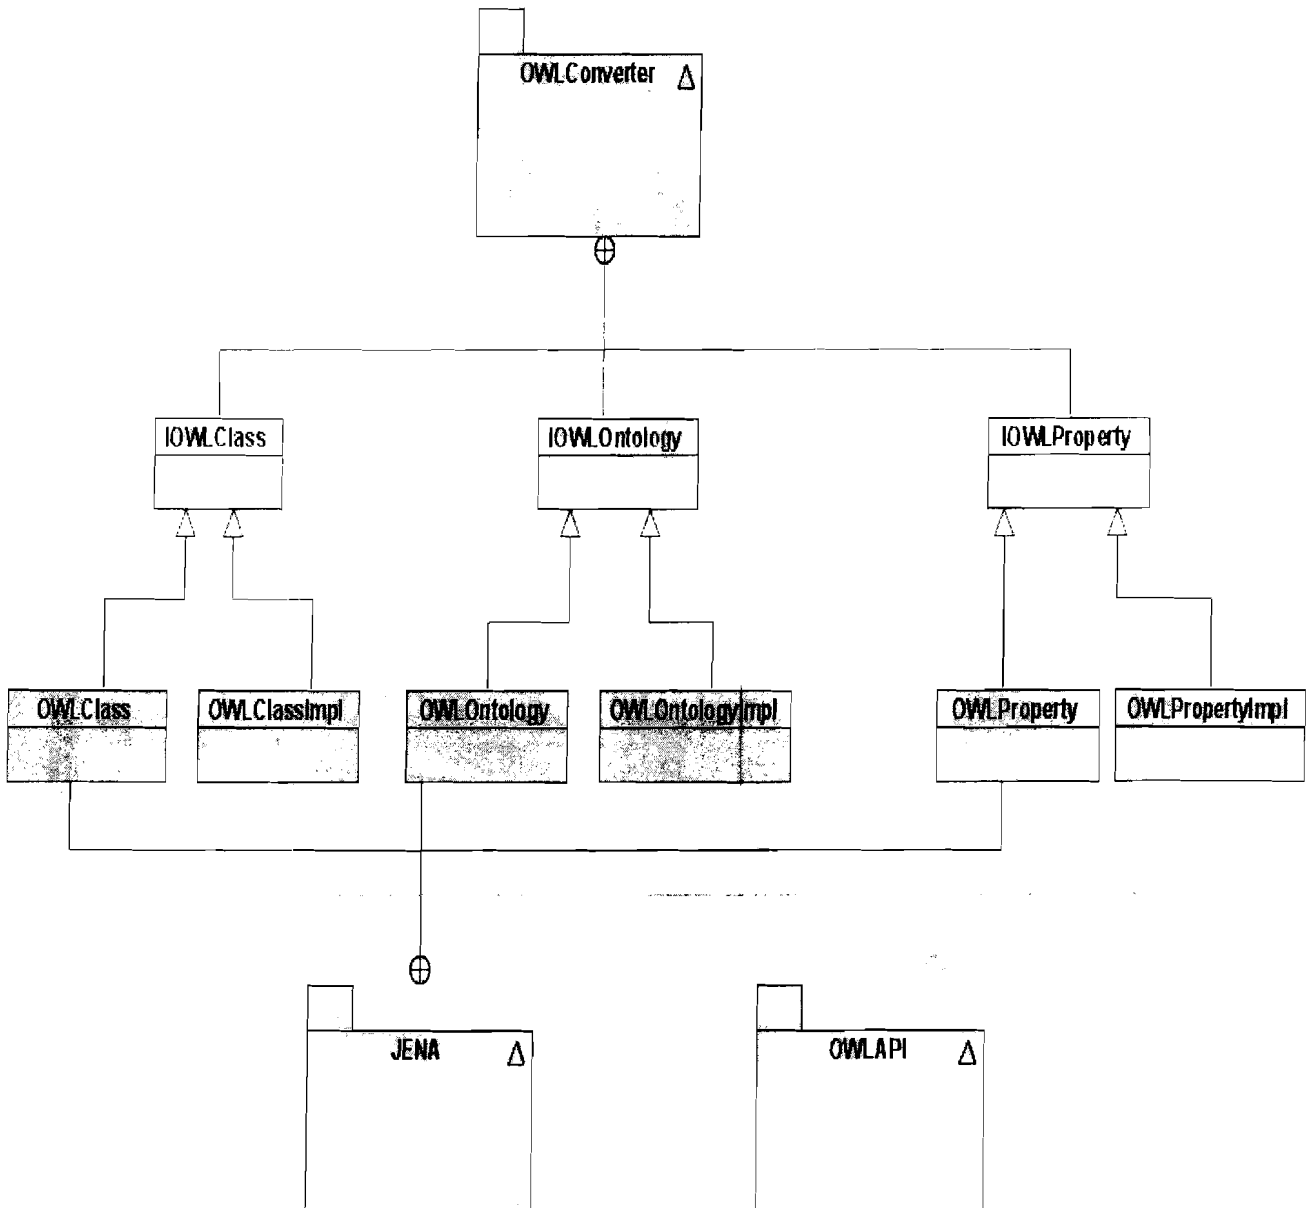 OWLConverter
IOWLClass
IOWLOntology
IOWLProperty
OWLClass
OWLClassImpl
OWLOntology
OWLOntologyImpl
OWLProperty
OWLPropertyImpl
JENA
OWLAPI